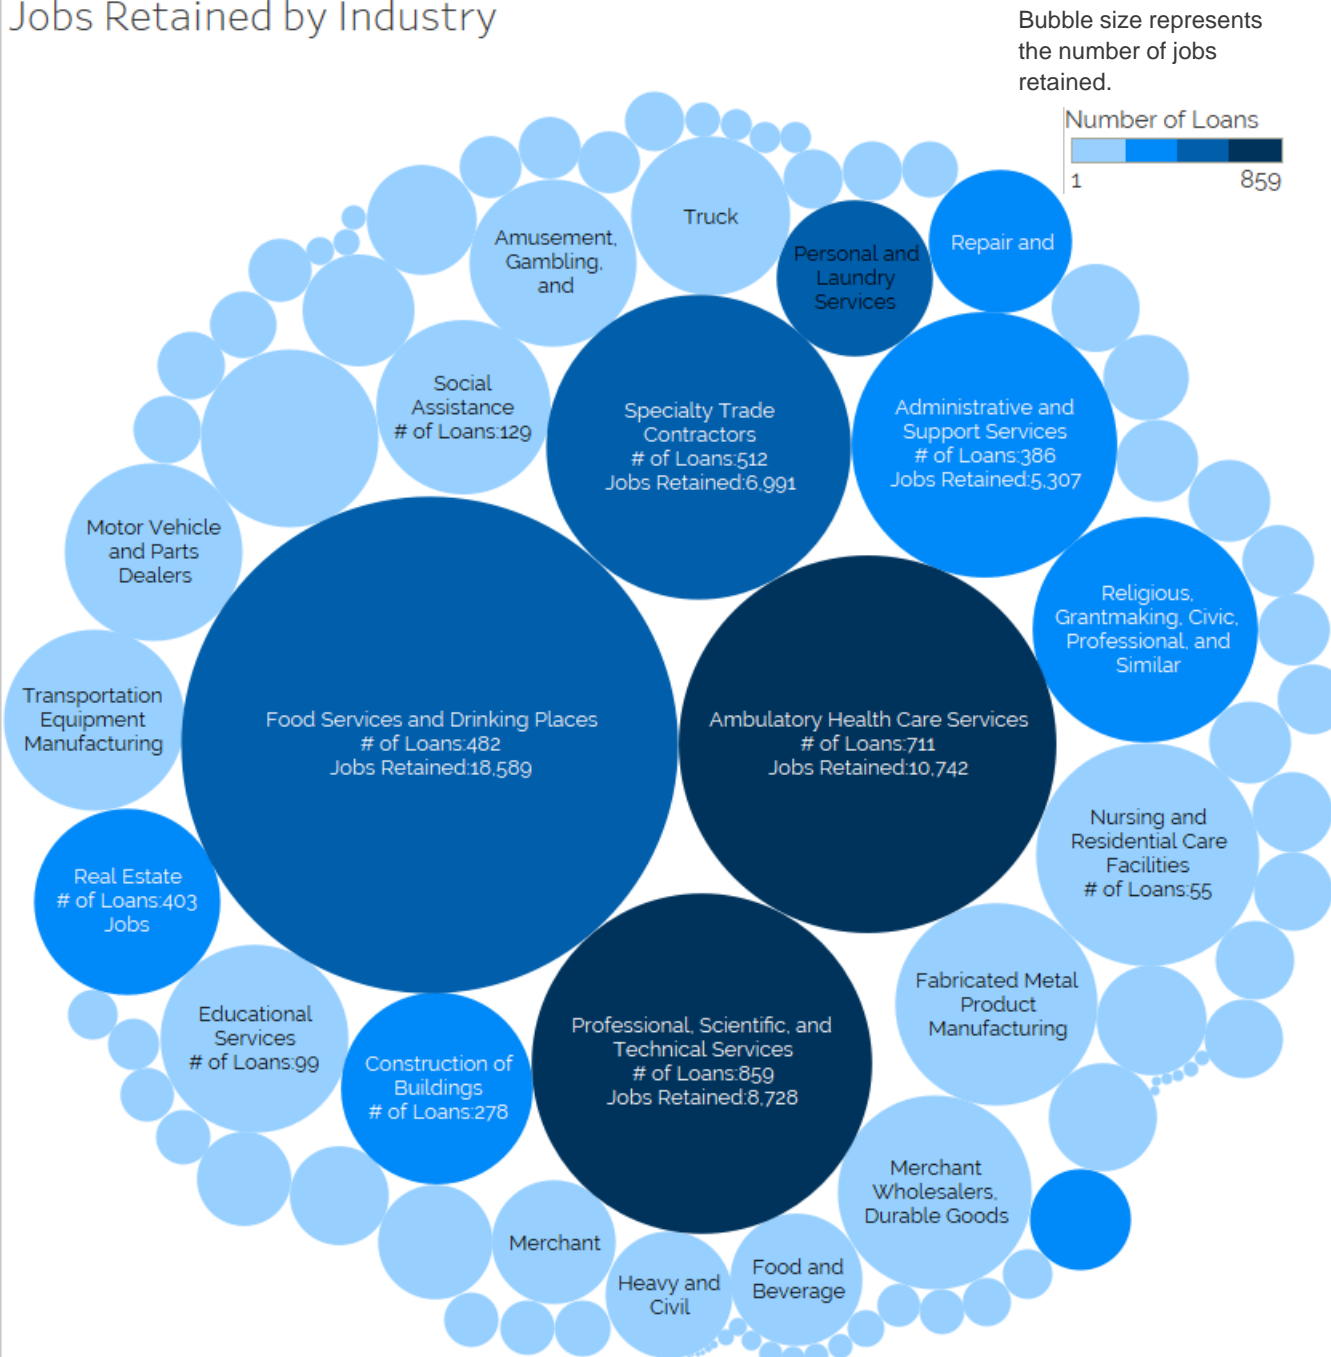 Jobs Retained by Industry
Bubble size represents
the number of jobs
retained.
Number of Loans
1
859
Truck
Amusement,
Gambling,
and
Personal and
Laundry
Services
Repair and
Social
Assistance
# of Loans:129
Specialty Trade
Contractors
# of Loans:512
Jobs Retained:6,991
Administrative and
Support Services
# of Loans:386
Jobs Retained:5,307
Motor Vehicle
and Parts
Dealers
Religious,
Grantmaking, Civic,
Professional, and
Similar
Transportation
Equipment
Manufacturing
Food Services and Drinking Places
# of Loans:482
Jobs Retained:18,589
Ambulatory Health Care Services
# of Loans:711
Jobs Retained:10,742
Nursing and
Residential Care
Facilities
# of Loans:55
Real Estate
# of Loans:403
Jobs
Fabricated Metal
Product
Manufacturing
Educational
Services
# of Loans:99
Construction of
Buildings
# of Loans:278
Professional, Scientific, and
Technical Services
# of Loans:859
Jobs Retained:8,728
Merchant
Wholesalers,
Durable Goods
Merchant
Heavy and
Civil
Food and
Beverage